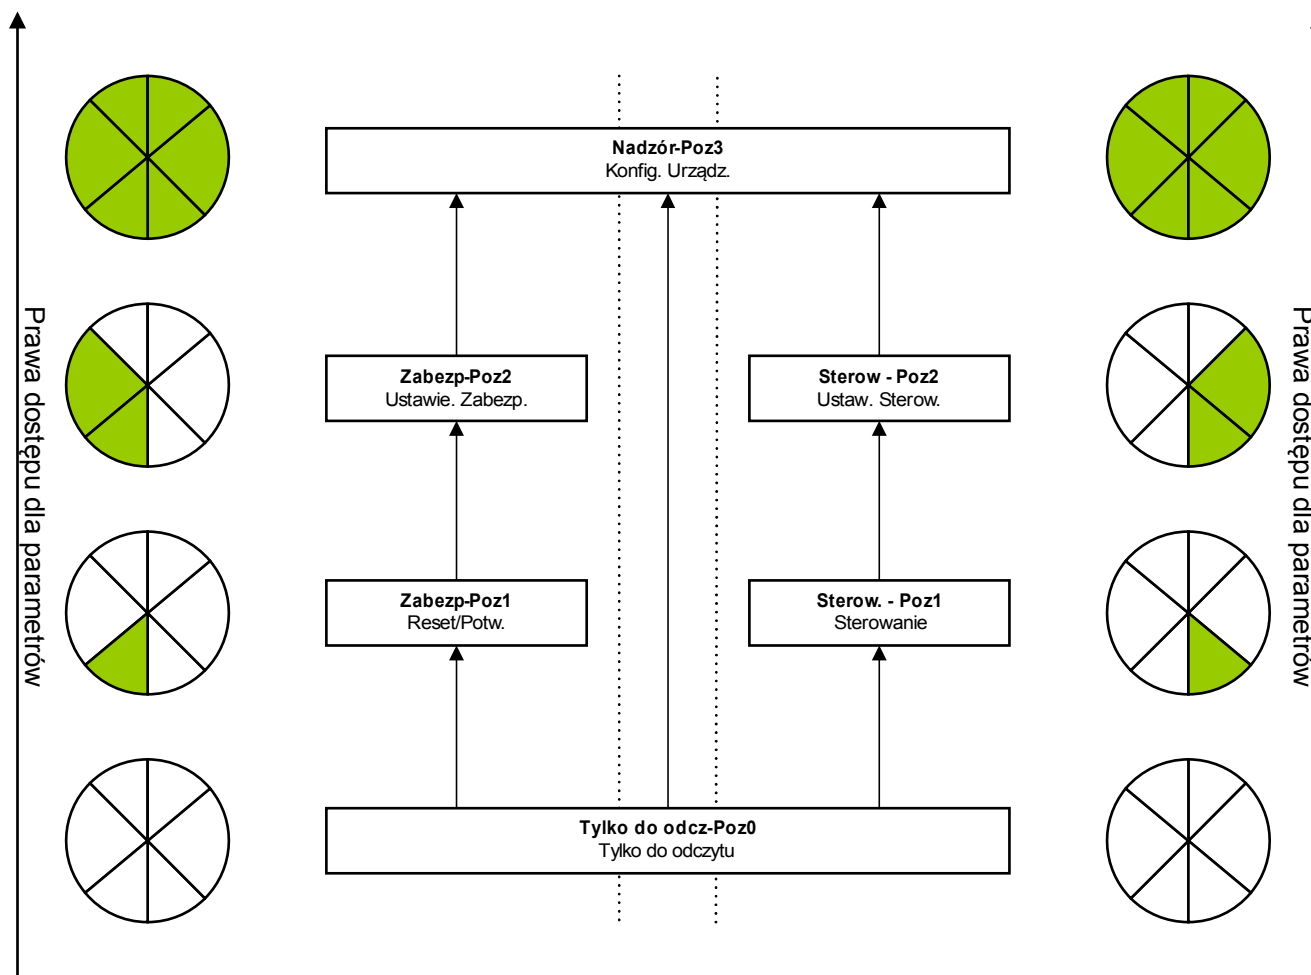 Nadzór-Poz3
Konfig. Urządz.
Prawa dostępu dla parametrów
Zabezp-Poz2
Ustawie. Zabezp.
Sterow - Poz2
Ustaw. Sterow.
Prawa dostępu dla parametrów
Zabezp-Poz1
Reset/Potw.
Sterow. - Poz1
Sterowanie
Tylko do odcz-Poz0
Tylko do odczytu